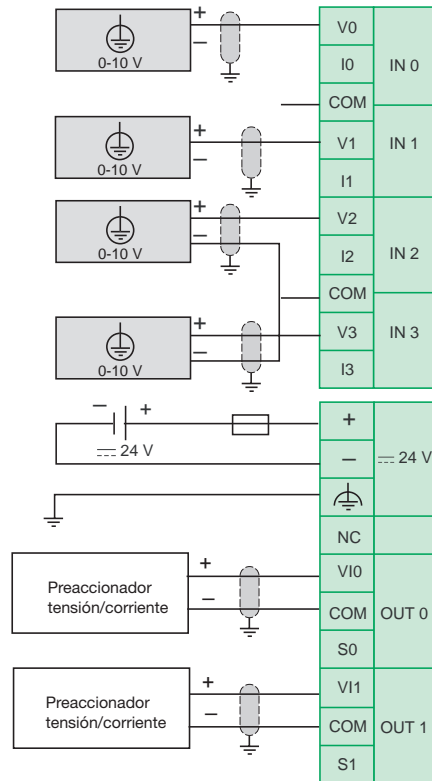 +
V0
−
I0
IN 0
0-10 V
COM
+
V1
IN 1
−
0-10 V
I1
+
V2
−
I2
IN 2
0-10 V
COM
+
V3
IN 3
−
0-10 V
I3
− +
+
24 V
−
24 V
NC
+
VI0
Preaccionador
tensión/corriente
−
COM
OUT 0
S0
+
VI1
Preaccionador
tensión/corriente
−
COM
OUT 1
S1